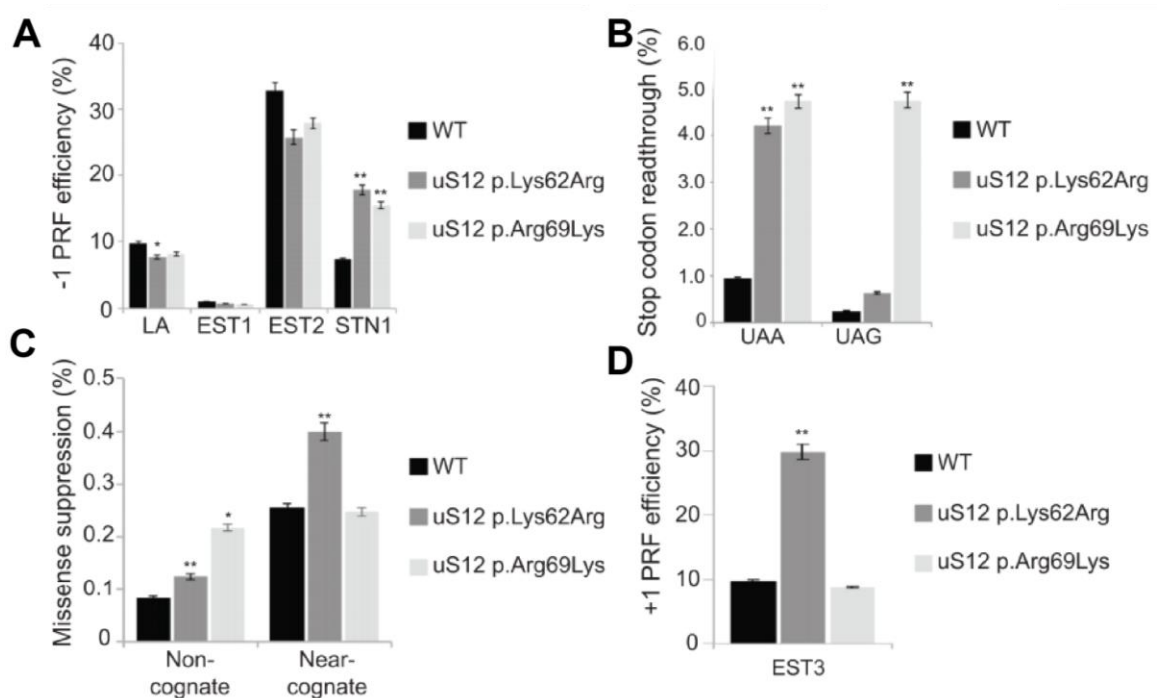 A
-1 PRF efficiency (%)
40
30
20
10
0
*
**
**
LA EST1 EST2 STN1
WT
uS12 p.Lys62Arg
uS12 p.Arg69Lys
B
Stop codon readthrough (%)
6.0
5.0
4.0
3.0
2.0
1.0
0
**
**
**
UAA UAG
WT
uS12 p.Lys62Arg
uS12 p.Arg69Lys
C
Missense suppression (%)
0.5
0.4
0.3
0.2
0.1
0
**
*
**
Non-
cognate
Near-
cognate
WT
uS12 p.Lys62Arg
uS12 p.Arg69Lys
D
+1 PRF efficiency (%)
40
30
20
10
0
**
EST3
WT
uS12 p.Lys62Arg
uS12 p.Arg69Lys